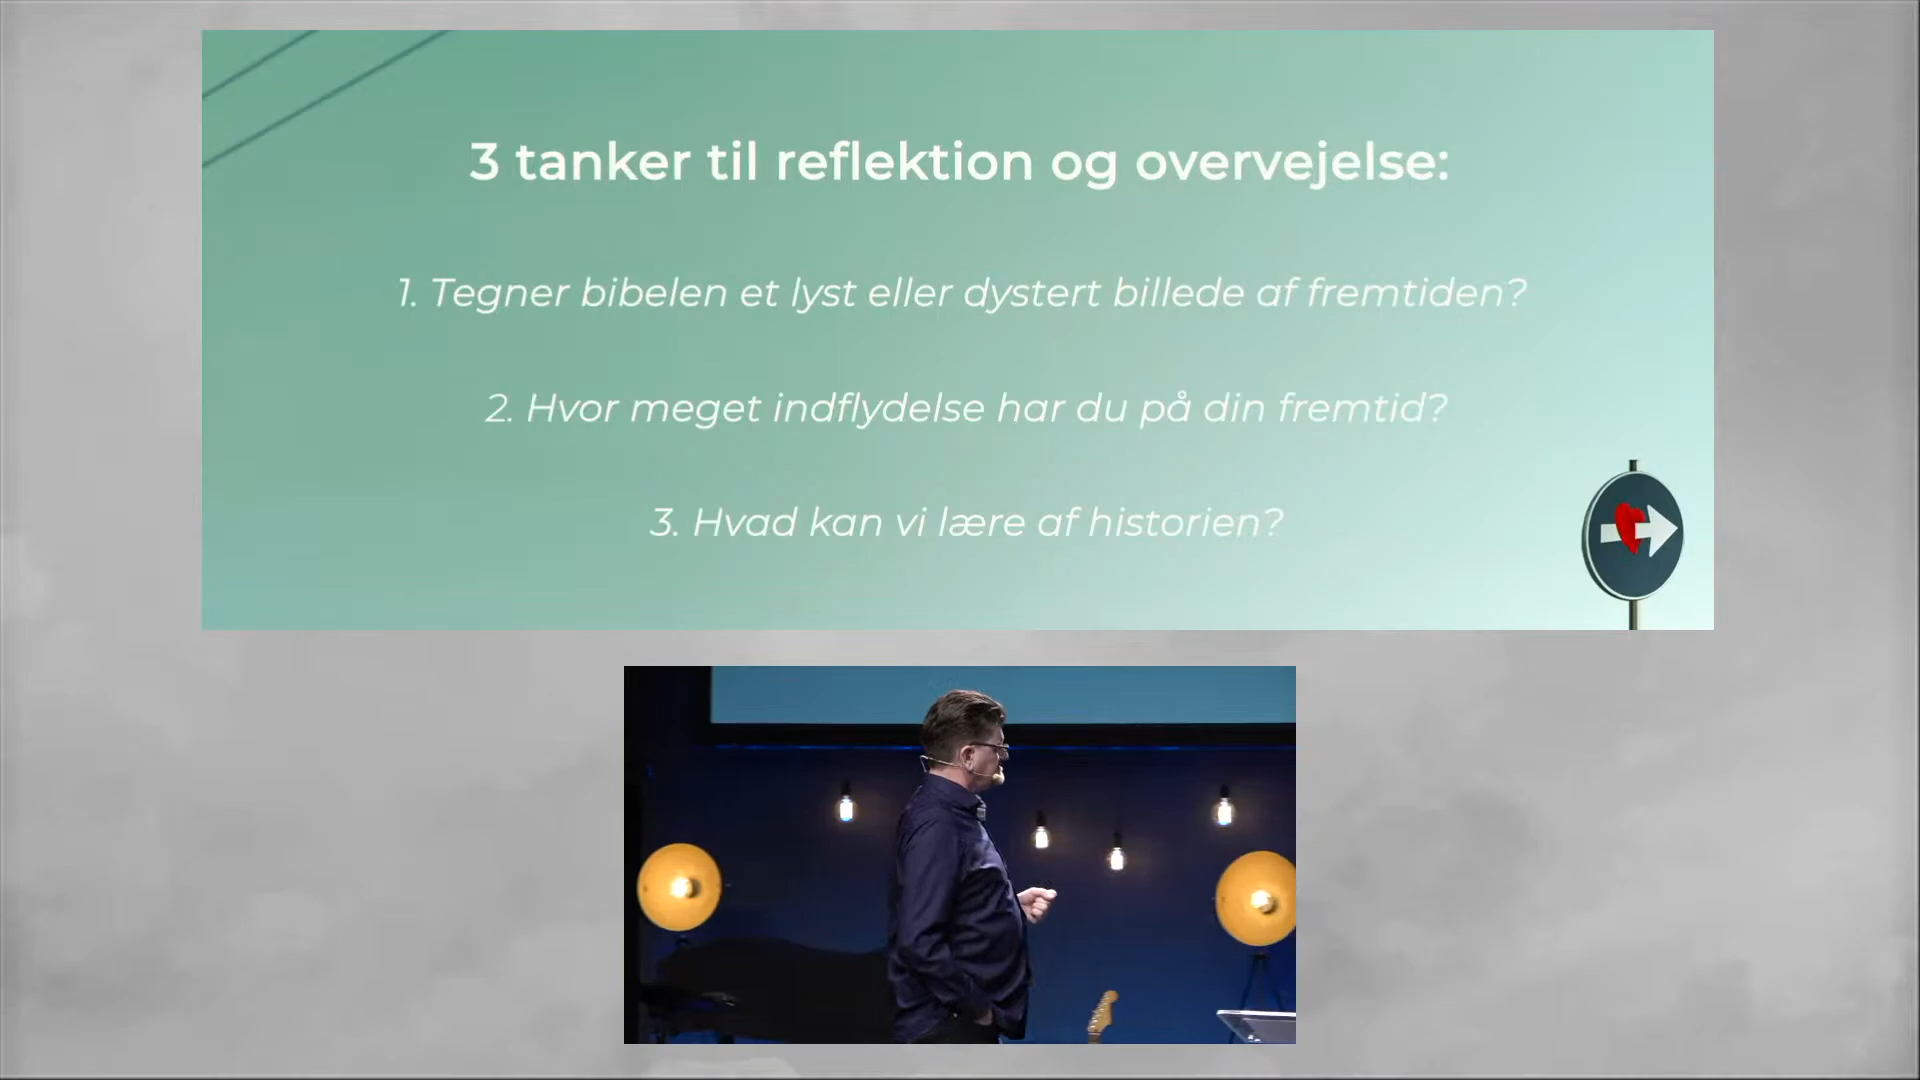 3 tanker til reflektion og overvejelse:
1. Tegner bibelen et lyst eller dystert billede af fremtiden?
2. Hvor meget indflydelse har du på din fremtid?
3. Hvad kan vi lære af historien?